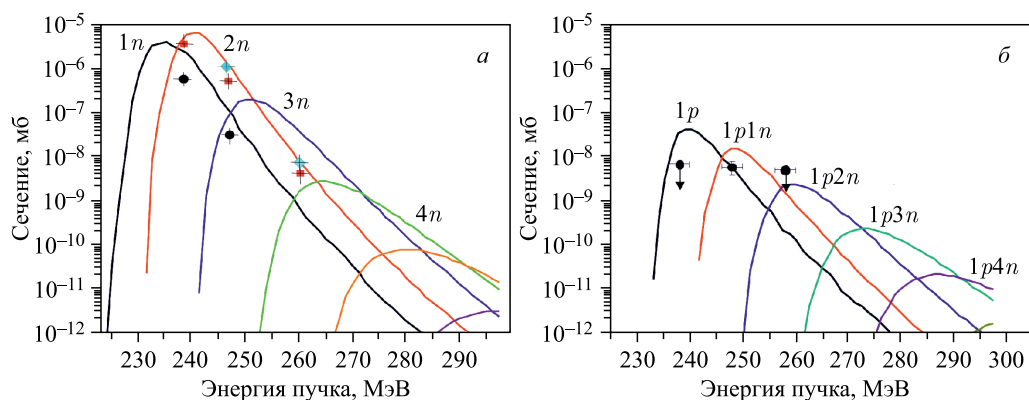 10−5
10−6
10−7
10−8
10−9
10−10
10−11
10−12
Сечение, мб
1n
2n
3n
4n
а
230 240 250 260 270 280 290
Энергия пучка, МэВ
10−5
10−6
10−7
10−8
10−9
10−10
10−11
10−12
Сечение, мб
1p
1p1n
1p2n
1p3n
1p4n
б
230 240 250 260 270 280 290 300
Энергия пучка, МэВ